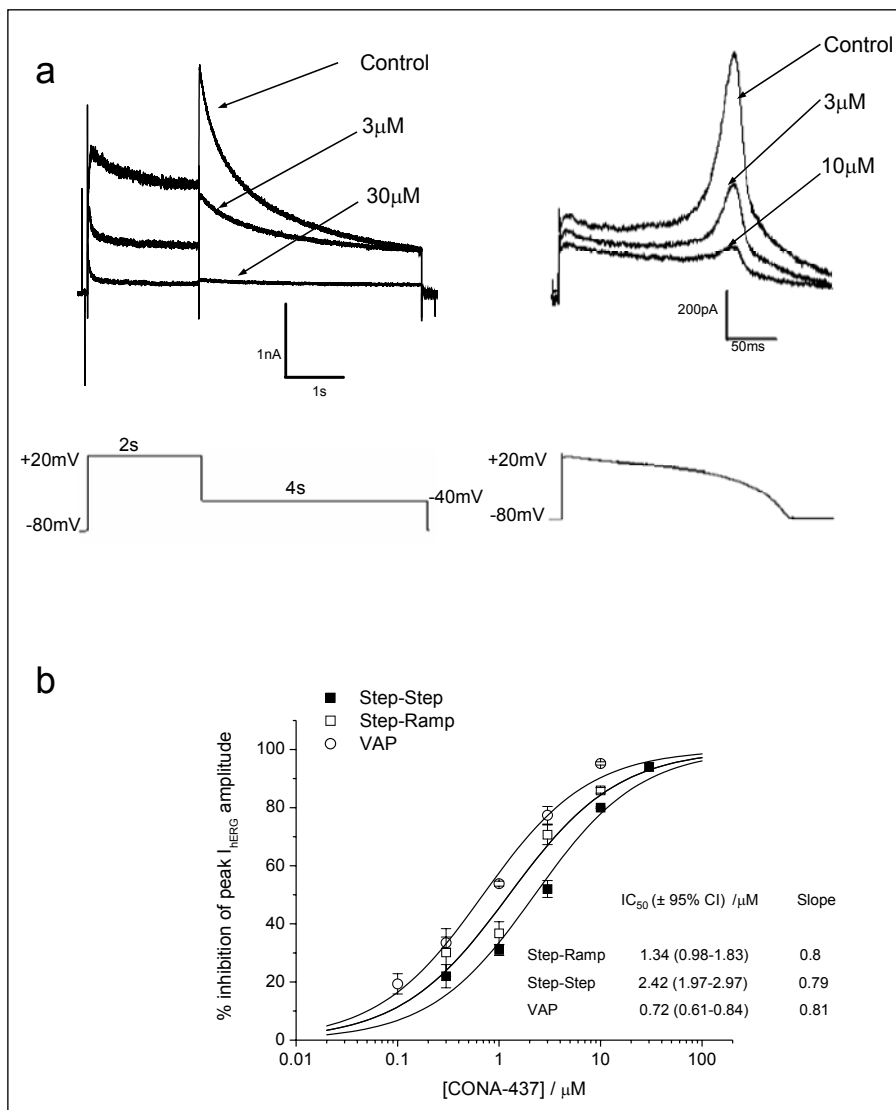 a
Control
3μM
30μM
1nA
1s
Control
3μM
10μM
200pA
50ms
+20mV
2s
4s
-40mV
-80mV
+20mV
-80mV
b
Step-Step
Step-Ramp
VAP
% inhibition of peak I hERG amplitude
100
80
60
40
20
0
0.01
0.1
1
10
100
[CONA-437] / μM
IC50 (± 95% CI) /μM Slope
Step-Ramp 1.34 (0.98-1.83) 0.8
Step-Step 2.42 (1.97-2.97) 0.79
VAP 0.72 (0.61-0.84) 0.81